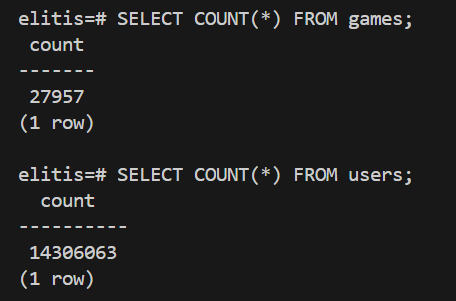 elitis=# SELECT COUNT(*) FROM games;
 count
-------
 27957
(1 row)

elitis=# SELECT COUNT(*) FROM users;
  count
----------
 14306063
(1 row)